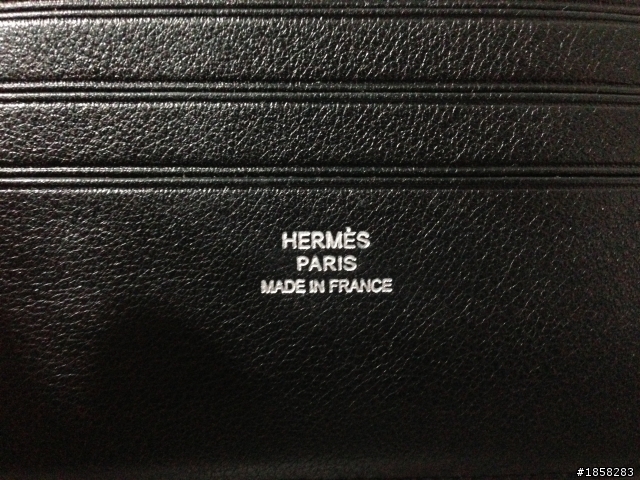 HERMÈS
PARIS
MADE IN FRANCE
#1858283